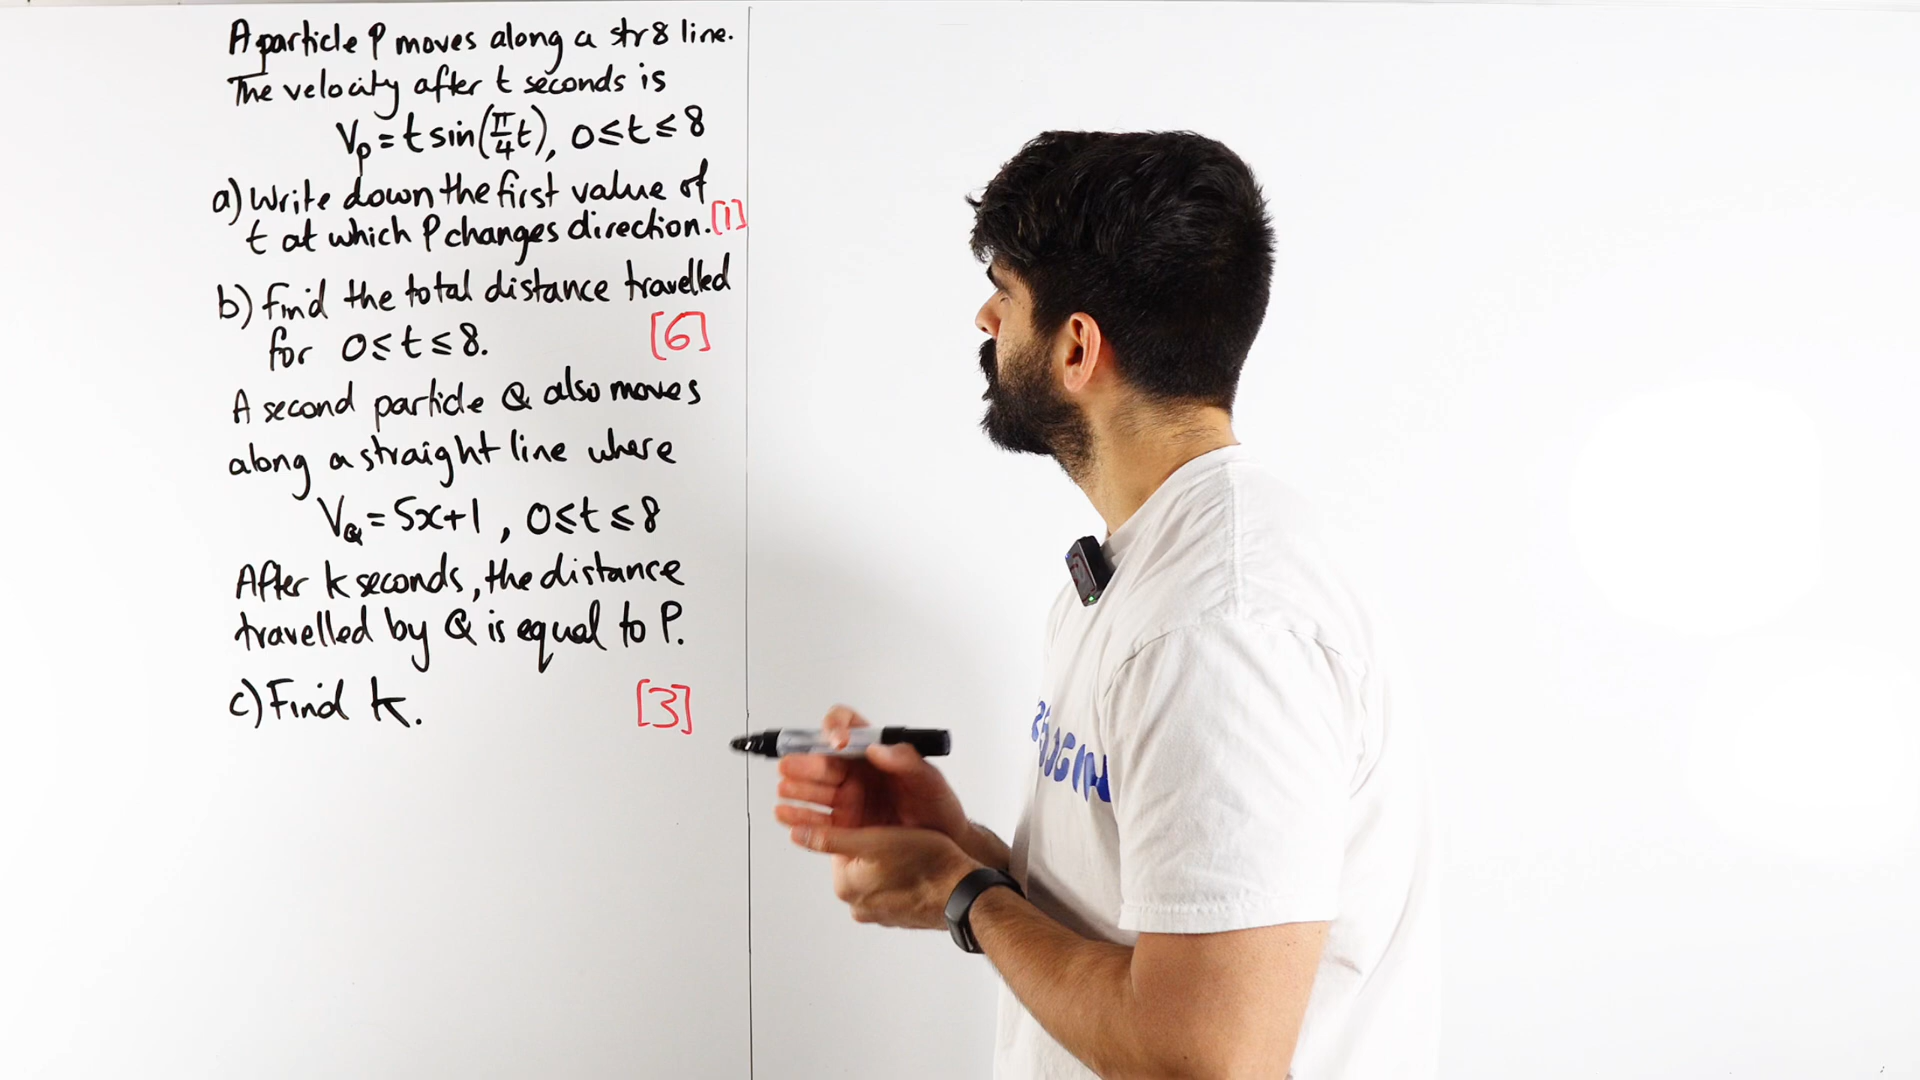 A particle P moves along a str8 line.
The velocity after t seconds is
Vₚ = t sin(π/4 t), 0≤t≤8
a) Write down the first value of
t at which P changes direction. [1]
b) Find the total distance travelled
for 0≤t≤8. [6]
A second particle Q also moves
along a straight line where
V_Q = 5x+1, 0≤t≤8
After k seconds, the distance
travelled by Q is equal to P.
c) Find k. [3]